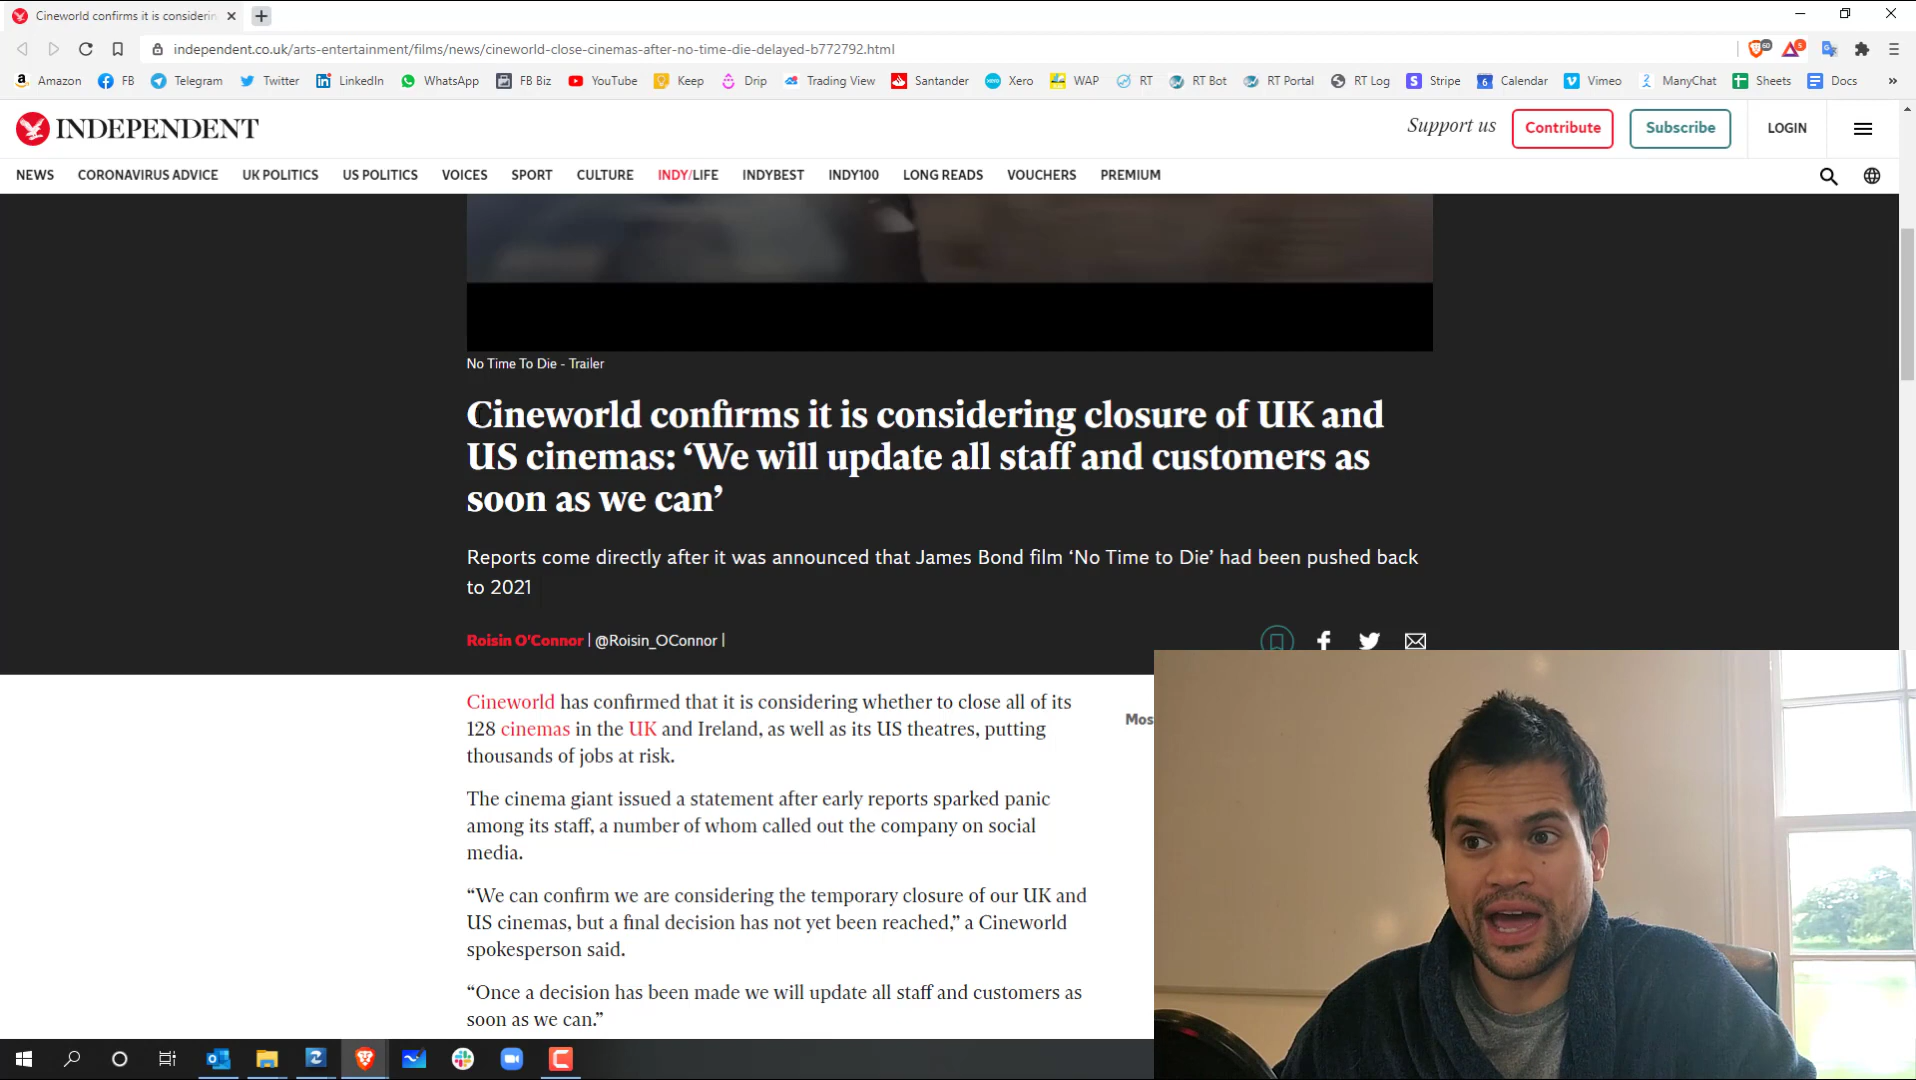 Cineworld confirms it is considerin
independent.co.uk/arts-entertainment/films/news/cineworld-close-cinemas-after-no-time-die-delayed-b772792.html
Amazon FB Telegram Twitter LinkedIn WhatsApp FB Biz YouTube Keep Drip Trading View Santander Xero WAP RT RT Bot RT Portal RT Log Stripe Calendar Vimeo ManyChat Sheets Docs »
INDEPENDENT
Support us Contribute Subscribe LOGIN
NEWS CORONAVIRUS ADVICE UK POLITICS US POLITICS VOICES SPORT CULTURE INDY/LIFE INDYBEST INDY100 LONG READS VOUCHERS PREMIUM
No Time To Die - Trailer
Cineworld confirms it is considering closure of UK and
US cinemas: ‘We will update all staff and customers as
soon as we can’
Reports come directly after it was announced that James Bond film ‘No Time to Die’ had been pushed back
to 2021
Roisin O'Connor | @Roisin_OConnor |
Cineworld has confirmed that it is considering whether to close all of its
128 cinemas in the UK and Ireland, as well as its US theatres, putting
thousands of jobs at risk.
Mos
The cinema giant issued a statement after early reports sparked panic
among its staff, a number of whom called out the company on social
media.
“We can confirm we are considering the temporary closure of our UK and
US cinemas, but a final decision has not yet been reached,” a Cineworld
spokesperson said.
“Once a decision has been made we will update all staff and customers as
soon as we can.”